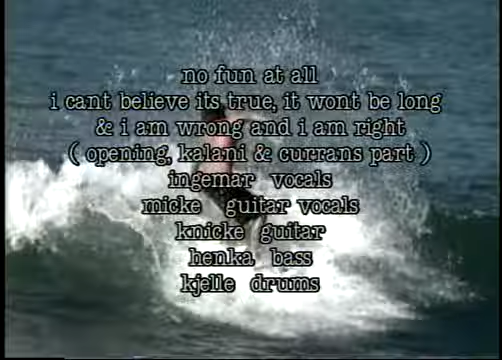 no fun at all
i cant believe its true, it wont be long
& i am wrong and i am right
( opening, kalani & currans part )
ingemar vocals
micke guitar vocals
knicke guitar
henka bass
kjelle drums